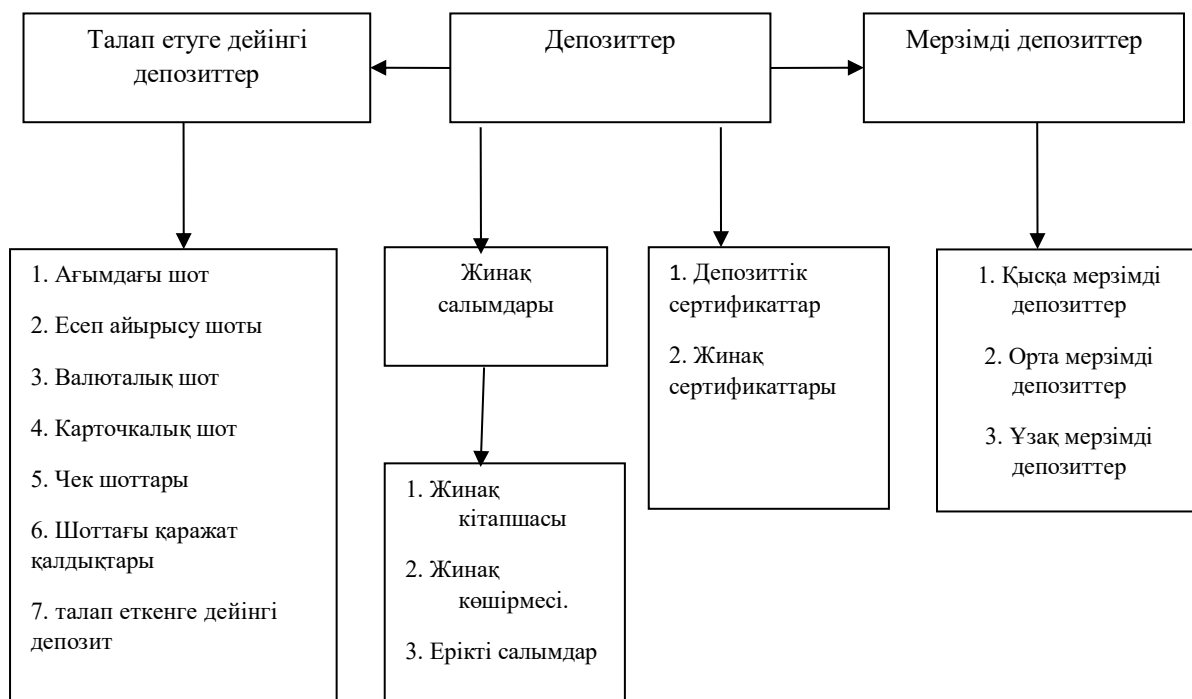 Талап етуге дейінгі
депозиттер
Депозиттер
Мерзімді депозиттер
1. Ағымдағы шот
2. Есеп айырысу шоты
3. Валюталық шот
4. Карточкалық шот
5. Чек шоттары
6. Шоттағы қаражат
қалдықтары
7. талап еткенге дейінгі
депозит
Жинақ
салымдары
1. Жинақ
кітапшасы
2. Жинақ
көшірмесі.
3. Ерікті салымдар
1. Депозиттік
сертификаттар
2. Жинақ
сертификаттары
1. Қысқа мерзімді
депозиттер
2. Орта мерзімді
депозиттер
3. Ұзақ мерзімді
депозиттер